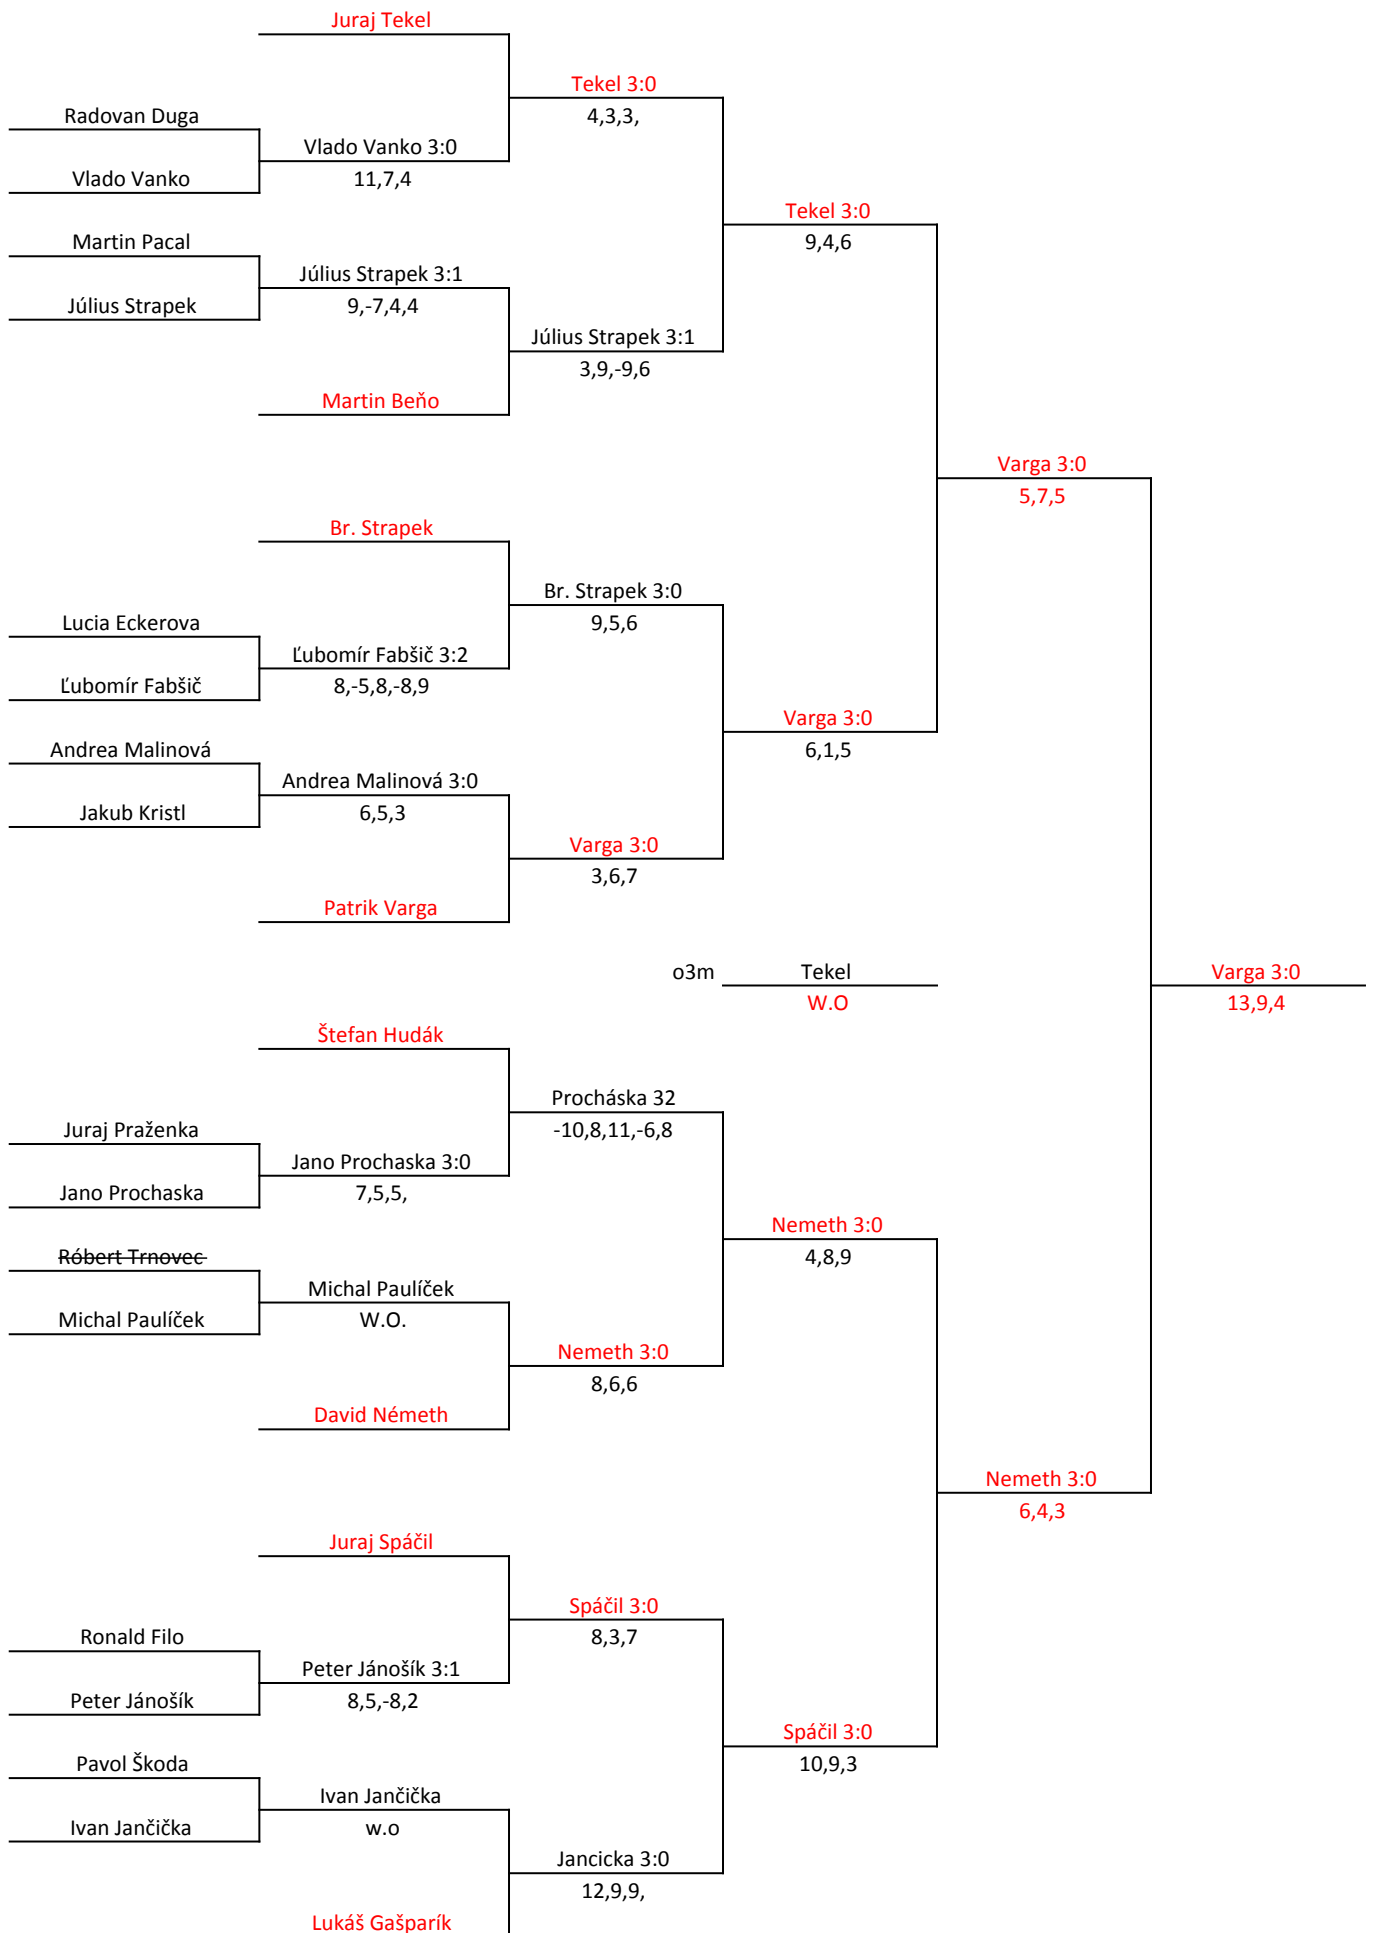 Juraj Tekel
Tekel 3:0
Radovan Duga
4,3,3,
Vlado Vanko 3:0
Vlado Vanko
11,7,4
Tekel 3:0
Martin Pacal
9,4,6
Július Strapek 3:1
Július Strapek
9,-7,4,4
Július Strapek 3:1
3,9,-9,6
Martin Beňo
Varga 3:0
5,7,5
Br. Strapek
Br. Strapek 3:0
Lucia Eckerova
9,5,6
Ľubomír Fabšič 3:2
Ľubomír Fabšič
8,-5,8,-8,9
Varga 3:0
Andrea Malinová
6,1,5
Andrea Malinová 3:0
Jakub Kristl
6,5,3
Varga 3:0
3,6,7
Patrik Varga
o3m
Tekel
Varga 3:0
W.O
13,9,4
Štefan Hudák
Procháska 32
Juraj Praženka
-10,8,11,-6,8
Jano Prochaska 3:0
Jano Prochaska
7,5,5,
Nemeth 3:0
Róbert Trnovec
4,8,9
Michal Paulíček
Michal Paulíček
W.O.
Nemeth 3:0
8,6,6
David Németh
Nemeth 3:0
6,4,3
Juraj Spáčil
Spáčil 3:0
Ronald Filo
8,3,7
Peter Jánošík 3:1
Peter Jánošík
8,5,-8,2
Spáčil 3:0
Pavol Škoda
10,9,3
Ivan Jančička
Ivan Jančička
w.o
Jancicka 3:0
12,9,9,
Lukáš Gašparík